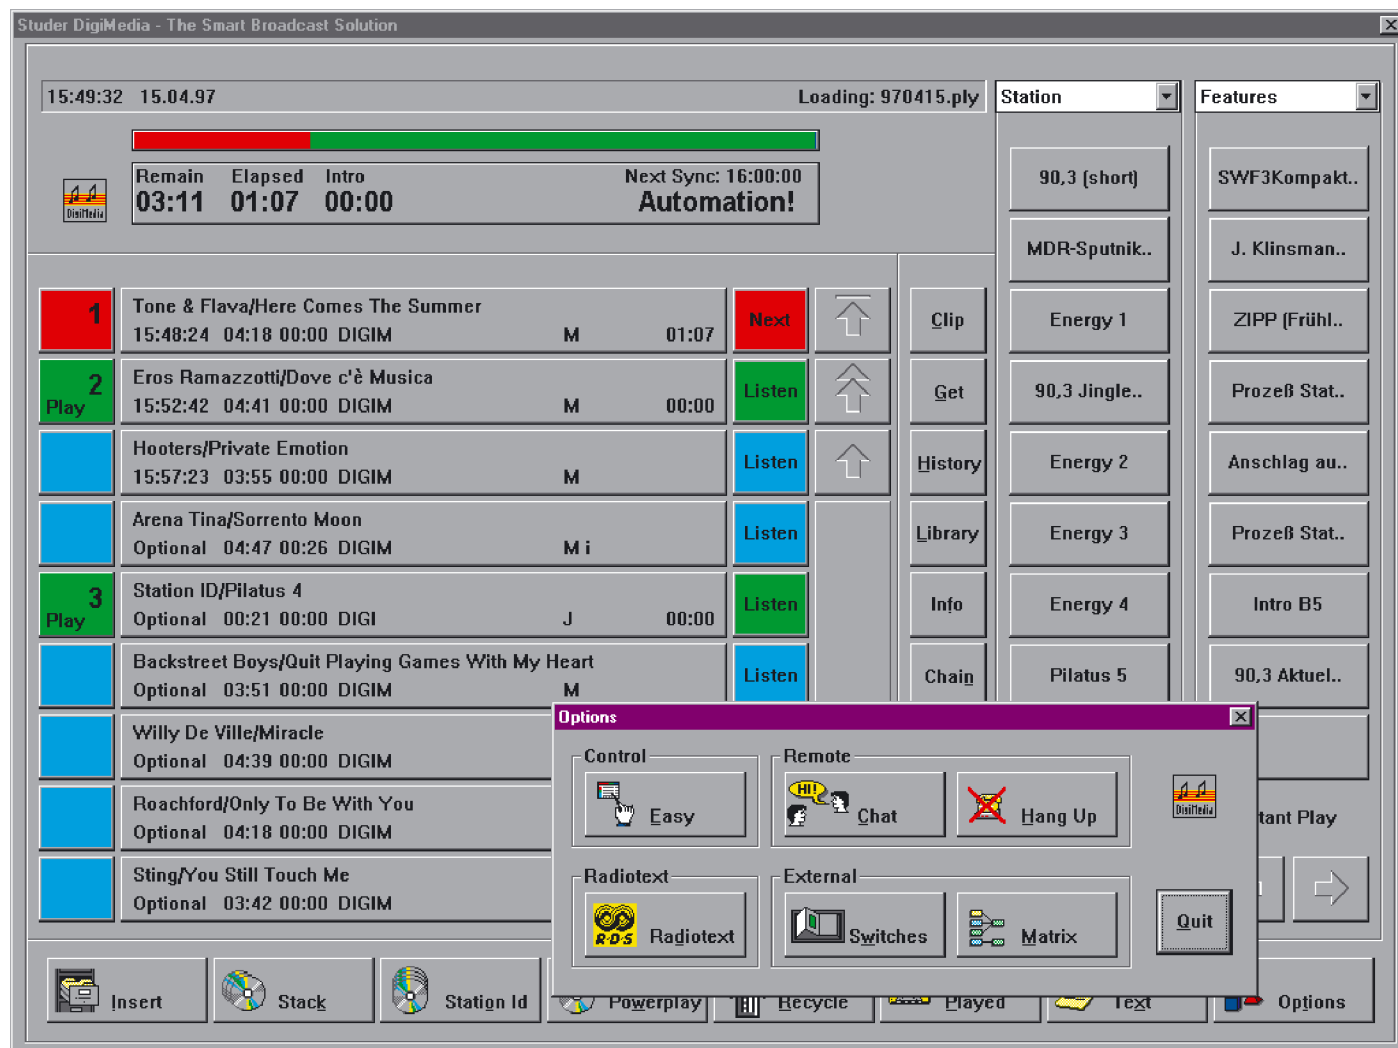 Studer DigiMedia - The Smart Broadcast Solution
15:49:32 15.04.97 Loading: 970415.ply
Station
Features
Remain Elapsed Intro Next Sync: 16:00:00
03:11 01:07 00:00 Automation!
DigiMedia
1
Tone & Flava/Here Comes The Summer
15:48:24 04:18 00:00 DIGIM M 01:07
Next
2
Play
Eros Ramazzotti/Dove c'è Musica
15:52:42 04:41 00:00 DIGIM M 00:00
Listen
Hooters/Private Emotion
15:57:23 03:55 00:00 DIGIM M
Listen
Arena Tina/Sorrento Moon
Optional 04:47 00:26 DIGIM M i
Listen
3
Play
Station ID/Pilatus 4
Optional 00:21 00:00 DIGI J 00:00
Listen
Backstreet Boys/Quit Playing Games With My Heart
Optional 03:51 00:00 DIGIM M
Listen
Willy De Ville/Miracle
Optional 04:39 00:00 DIGIM
Roachford/Only To Be With You
Optional 04:18 00:00 DIGIM
Sting/You Still Touch Me
Optional 03:42 00:00 DIGIM
Clip
Get
History
Library
Info
Chain
90,3 (short)
MDR-Sputnik..
Energy 1
90,3 Jingle..
Energy 2
Energy 3
Energy 4
Pilatus 5
SWF3Kompakt..
J. Klinsman..
ZIPP (Frühl..
Prozeß Stat..
Anschlag au..
Prozeß Stat..
Intro B5
90,3 Aktuel..
tant Play
Options
Control
Easy
Remote
HI!
Chat
Hang Up
DigiMedia
Radiotext
R·D·S
Radiotext
External
Switches
Matrix
Quit
Insert
Stack
Station Id
Powerplay
Recycle
Played
Text
Options